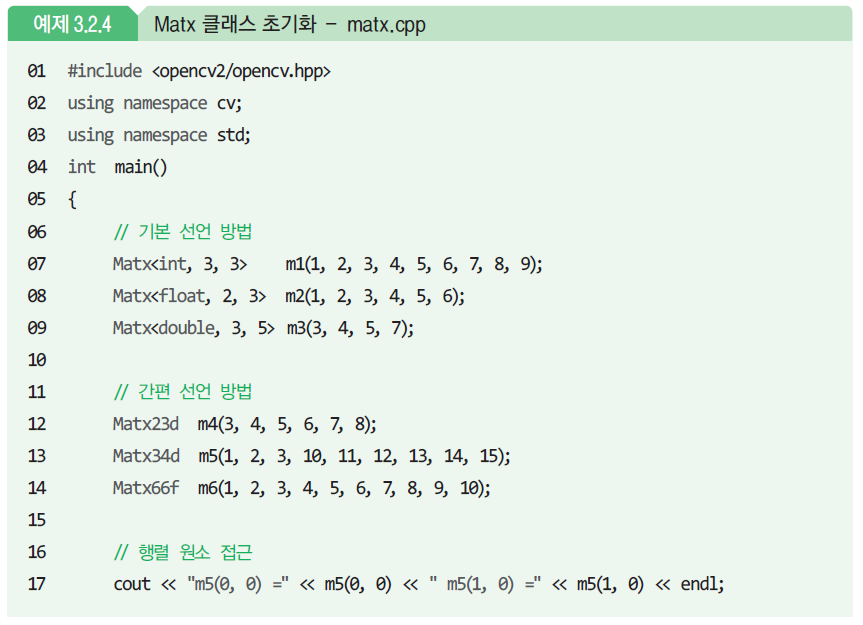 예제 3.2.4 Matx 클래스 초기화 - matx.cpp
01 #include <opencv2/opencv.hpp>
02 using namespace cv;
03 using namespace std;
04 int main()
05 {
06 // 기본 선언 방법
07 Matx<int, 3, 3> m1(1, 2, 3, 4, 5, 6, 7, 8, 9);
08 Matx<float, 2, 3> m2(1, 2, 3, 4, 5, 6);
09 Matx<double, 3, 5> m3(3, 4, 5, 7);
10
11 // 간편 선언 방법
12 Matx23d m4(3, 4, 5, 6, 7, 8);
13 Matx34d m5(1, 2, 3, 10, 11, 12, 13, 14, 15);
14 Matx66f m6(1, 2, 3, 4, 5, 6, 7, 8, 9, 10);
15
16 // 행렬 원소 접근
17 cout << "m5(0, 0) =" << m5(0, 0) << " m5(1, 0) =" << m5(1, 0) << endl;